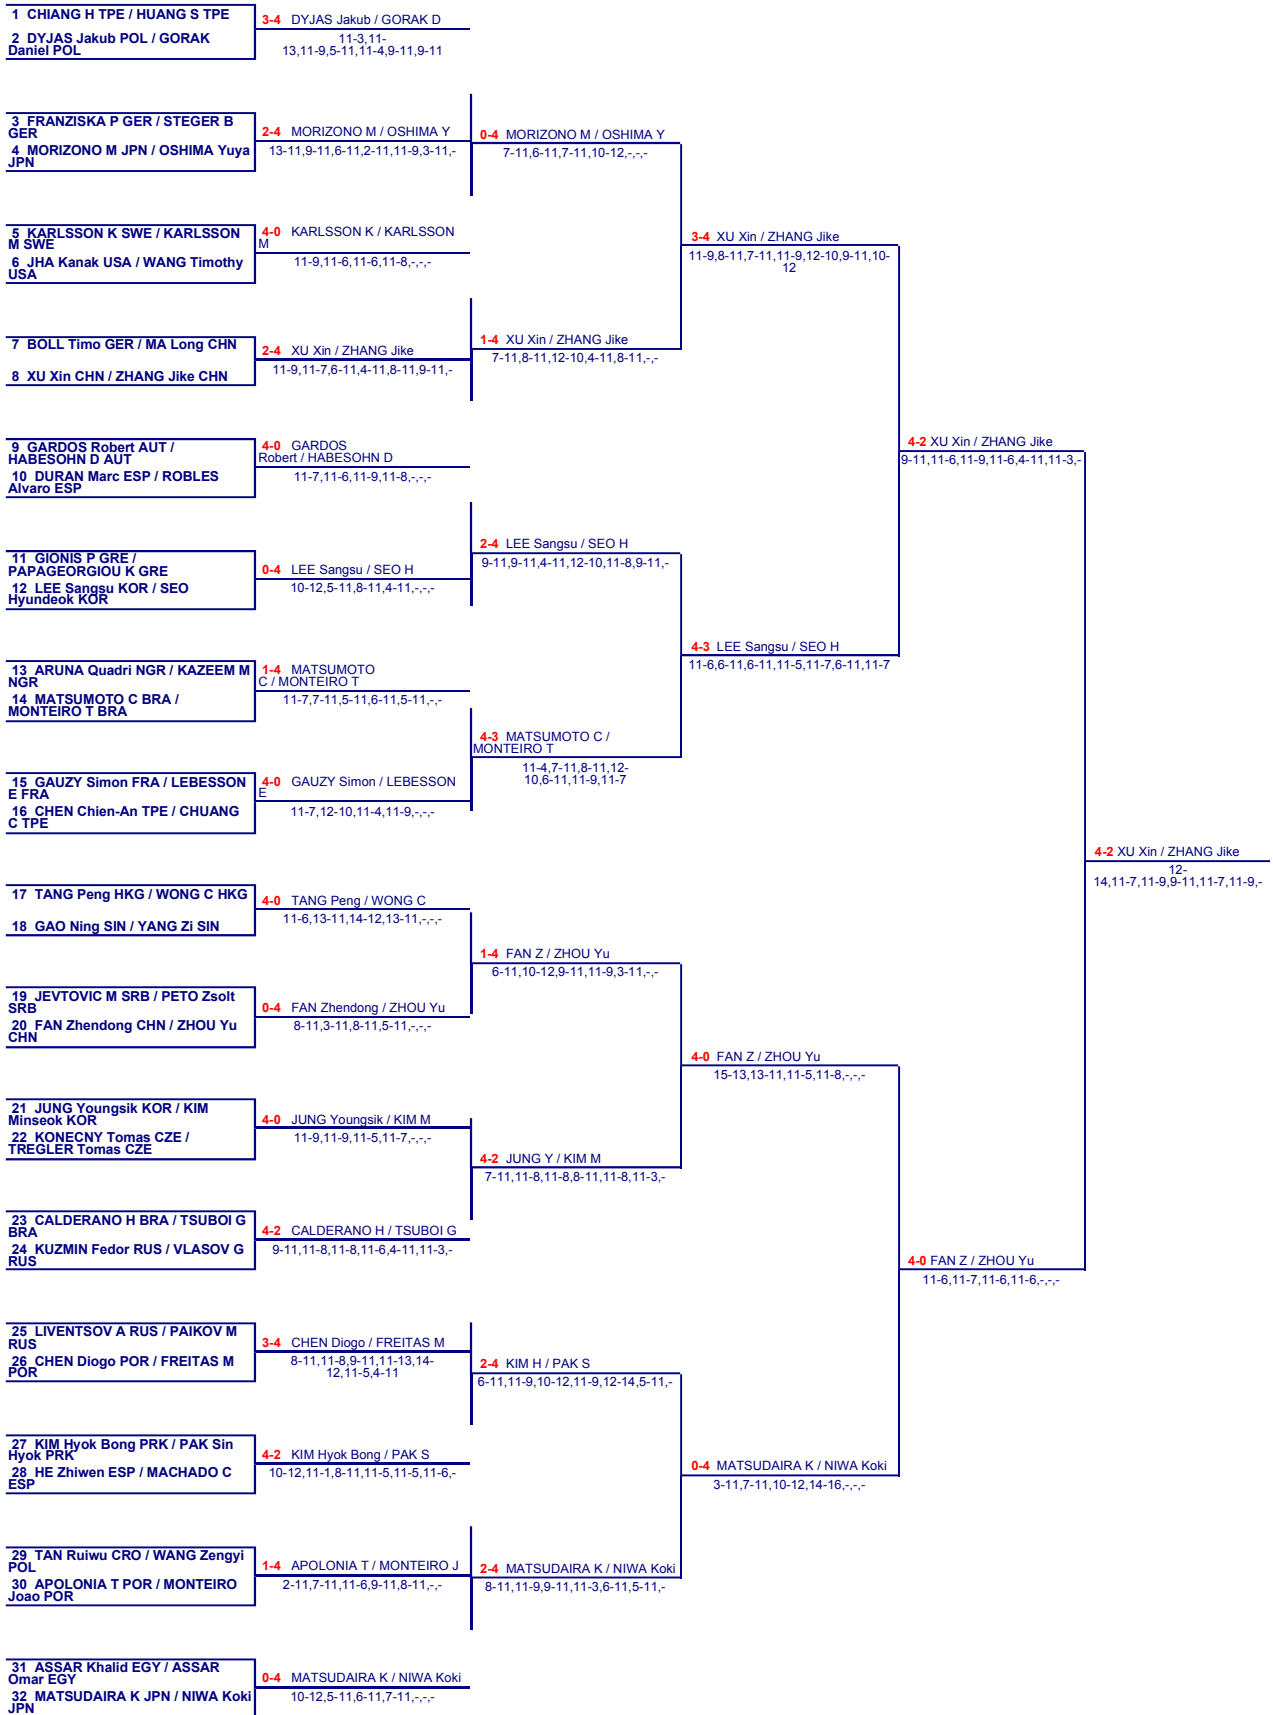 1 CHIANG H TPE / HUANG S TPE
2 DYJAS Jakub POL / GORAK
Daniel POL
3-4 DYJAS Jakub / GORAK D
11-3,11-
13,11-9,5-11,11-4,9-11,9-11
3 FRANZISKA P GER / STEGER B
GER
4 MORIZONO M JPN / OSHIMA Yuya
JPN
2-4 MORIZONO M / OSHIMA Y
13-11,9-11,6-11,2-11,11-9,3-11,-
0-4 MORIZONO M / OSHIMA Y
7-11,6-11,7-11,10-12,-,-,-
5 KARLSSON K SWE / KARLSSON
M SWE
6 JHA Kanak USA / WANG Timothy
USA
4-0 KARLSSON K / KARLSSON
M
11-9,11-6,11-6,11-8,-,-,-
3-4 XU Xin / ZHANG Jike
11-9,8-11,7-11,11-9,12-10,9-11,10-
12
7 BOLL Timo GER / MA Long CHN
8 XU Xin CHN / ZHANG Jike CHN
2-4 XU Xin / ZHANG Jike
11-9,11-7,6-11,4-11,8-11,9-11,-
1-4 XU Xin / ZHANG Jike
7-11,8-11,12-10,4-11,8-11,-,-
9 GARDOS Robert AUT /
HABESOHN D AUT
10 DURAN Marc ESP / ROBLES
Alvaro ESP
4-0 GARDOS
Robert / HABESOHN D
11-7,11-6,11-9,11-8,-,-,-
4-2 XU Xin / ZHANG Jike
9-11,11-6,11-9,11-6,4-11,11-3,-
11 GIONIS P GRE /
PAPAGEORGIOU K GRE
12 LEE Sangsu KOR / SEO
Hyundeok KOR
0-4 LEE Sangsu / SEO H
10-12,5-11,8-11,4-11,-,-,-
2-4 LEE Sangsu / SEO H
9-11,9-11,4-11,12-10,11-8,9-11,-
13 ARUNA Quadri NGR / KAZEEM M
NGR
14 MATSUMOTO C BRA /
MONTEIRO T BRA
1-4 MATSUMOTO
C / MONTEIRO T
11-7,7-11,5-11,6-11,5-11,-,-
4-3 LEE Sangsu / SEO H
11-6,6-11,6-11,11-5,11-7,6-11,11-7
4-3 MATSUMOTO C /
MONTEIRO T
11-4,7-11,8-11,12-
10,6-11,11-9,11-7
15 GAUZY Simon FRA / LEBESSON
E FRA
16 CHEN Chien-An TPE / CHUANG
C TPE
4-0 GAUZY Simon / LEBESSON
E
11-7,12-10,11-4,11-9,-,-,-
4-2 XU Xin / ZHANG Jike
12-
14,11-7,11-9,9-11,11-7,11-9,-
17 TANG Peng HKG / WONG C HKG
18 GAO Ning SIN / YANG Zi SIN
4-0 TANG Peng / WONG C
11-6,13-11,14-12,13-11,-,-,-
1-4 FAN Z / ZHOU Yu
6-11,10-12,9-11,11-9,3-11,-,-
19 JEVTOVIC M SRB / PETO Zsolt
SRB
20 FAN Zhendong CHN / ZHOU Yu
CHN
0-4 FAN Zhendong / ZHOU Yu
8-11,3-11,8-11,5-11,-,-,-
4-0 FAN Z / ZHOU Yu
15-13,13-11,11-5,11-8,-,-,-
21 JUNG Youngsik KOR / KIM
Minseok KOR
22 KONECNY Tomas CZE /
TREGLER Tomas CZE
4-0 JUNG Youngsik / KIM M
11-9,11-9,11-5,11-7,-,-,-
4-2 JUNG Y / KIM M
7-11,11-8,11-8,8-11,11-8,11-3,-
23 CALDERANO H BRA / TSUBOI G
BRA
24 KUZMIN Fedor RUS / VLASOV G
RUS
4-2 CALDERANO H / TSUBOI G
9-11,11-8,11-8,11-6,4-11,11-3,-
4-0 FAN Z / ZHOU Yu
11-6,11-7,11-6,11-6,-,-,-
25 LIVENTSOV A RUS / PAIKOV M
RUS
26 CHEN Diogo POR / FREITAS M
POR
3-4 CHEN Diogo / FREITAS M
8-11,11-8,9-11,11-13,14-
12,11-5,4-11
2-4 KIM H / PAK S
6-11,11-9,10-12,11-9,12-14,5-11,-
27 KIM Hyok Bong PRK / PAK Sin
Hyok PRK
28 HE Zhiwen ESP / MACHADO C
ESP
4-2 KIM Hyok Bong / PAK S
10-12,11-1,8-11,11-5,11-5,11-6,-
0-4 MATSUDAIRA K / NIWA Koki
3-11,7-11,10-12,14-16,-,-,-
29 TAN Ruiwu CRO / WANG Zengyi
POL
30 APOLONIA T POR / MONTEIRO
Joao POR
1-4 APOLONIA T / MONTEIRO J
2-11,7-11,11-6,9-11,8-11,-,-
2-4 MATSUDAIRA K / NIWA Koki
8-11,11-9,9-11,11-3,6-11,5-11,-
31 ASSAR Khalid EGY / ASSAR
Omar EGY
32 MATSUDAIRA K JPN / NIWA Koki
JPN
0-4 MATSUDAIRA K / NIWA Koki
10-12,5-11,6-11,7-11,-,-,-